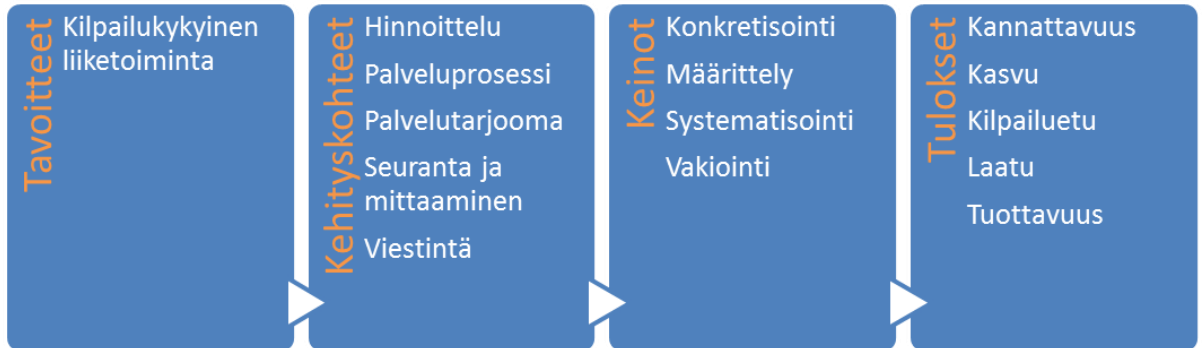 Tavoitteet
Kilpailukykyinen
liiketoiminta
Kehityskohteet
Hinnoittelu
Palveluprosessi
Palvelutarjooma
Seuranta ja
mittaaminen
Viestintä
Keinot
Konkretisointi
Määrittely
Systematisointi
Vakiointi
Tulokset
Kannattavuus
Kasvu
Kilpailuetu
Laatu
Tuottavuus